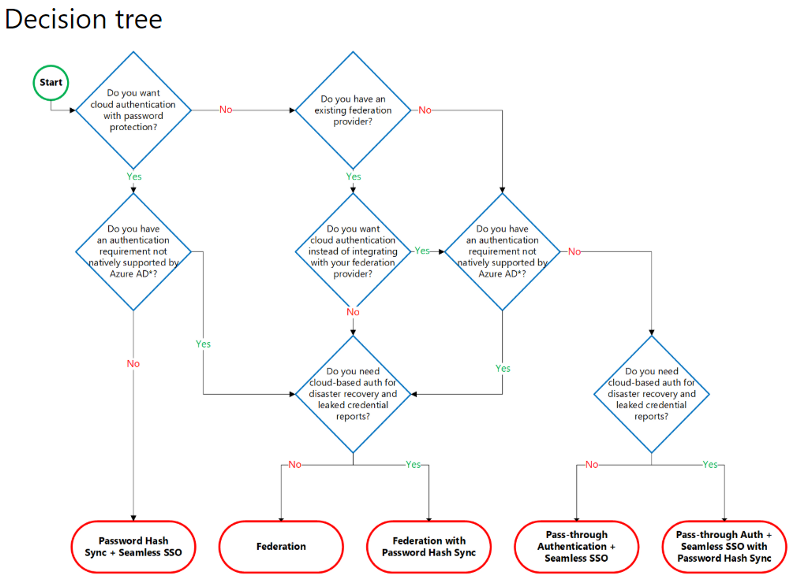 Decision tree
Start
Do you want
cloud authentication
with password
protection?
No
Do you have an
existing federation
provider?
No
Yes
Yes
Do you have
an authentication
requirement not
natively supported by
Azure AD*?
Do you want
cloud authentication
instead of integrating
with your federation
provider?
Yes
Do you have
an authentication
requirement not
natively supported by
Azure AD*?
No
No
Yes
No
Yes
Do you need
cloud-based auth for
disaster recovery and
leaked credential
reports?
Do you need
cloud-based auth for
disaster recovery and
leaked credential
reports?
No
Yes
No
Yes
Password Hash
Sync + Seamless SSO
Federation
Federation with
Password Hash Sync
Pass-through
Authentication +
Seamless SSO
Pass-through Auth +
Seamless SSO with
Password Hash Sync